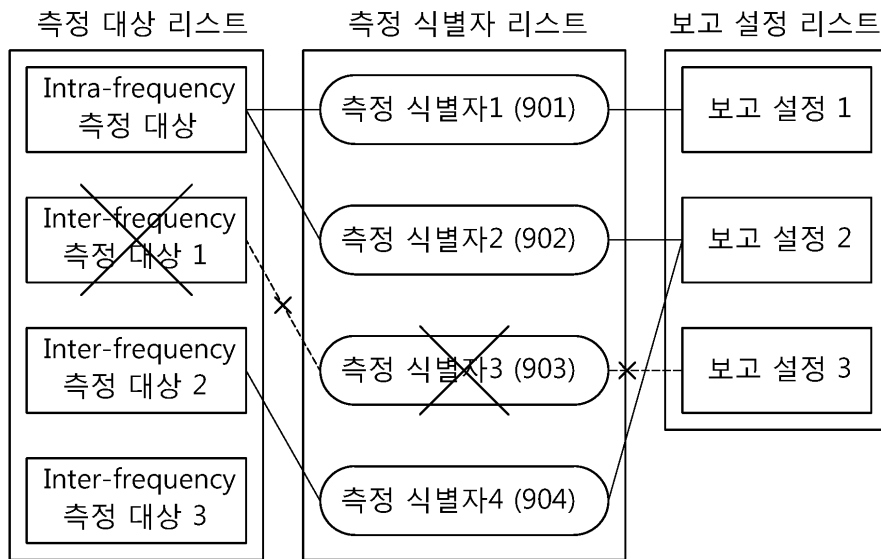 측정 대상 리스트
Intra-frequency
측정 대상
Inter-frequency
측정 대상 1
Inter-frequency
측정 대상 2
Inter-frequency
측정 대상 3
측정 식별자 리스트
측정 식별자1 (901)
측정 식별자2 (902)
측정 식별자3 (903)
측정 식별자4 (904)
보고 설정 리스트
보고 설정 1
보고 설정 2
보고 설정 3